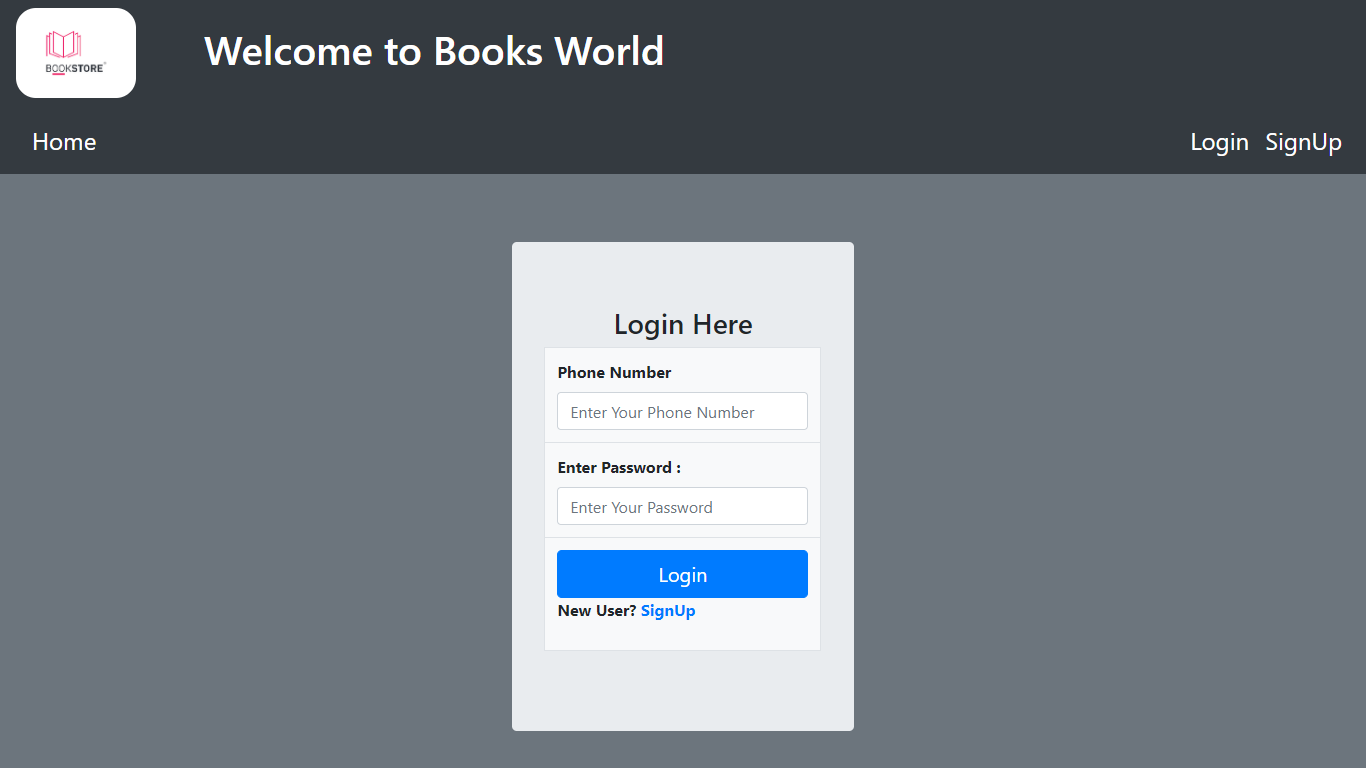 BOOKSTORE
Welcome to Books World
Home
Login SignUp
Login Here
Phone Number
Enter Your Phone Number
Enter Password :
Enter Your Password
Login
New User? SignUp